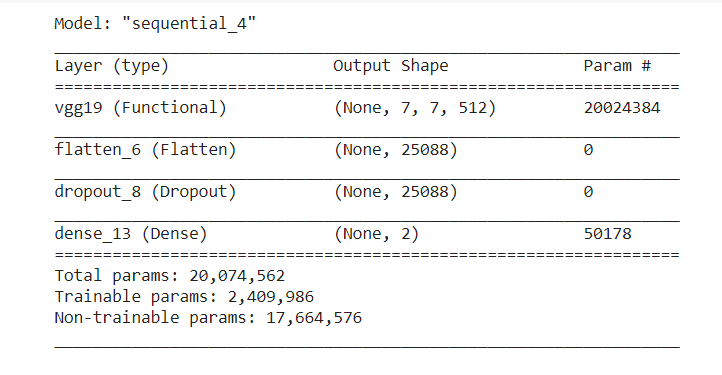 Model: "sequential_4"
Layer (type) Output Shape Param #
vgg19 (Functional) (None, 7, 7, 512) 20024384
flatten_6 (Flatten) (None, 25088) 0
dropout_8 (Dropout) (None, 25088) 0
dense_13 (Dense) (None, 2) 50178
Total params: 20,074,562
Trainable params: 2,409,986
Non-trainable params: 17,664,576